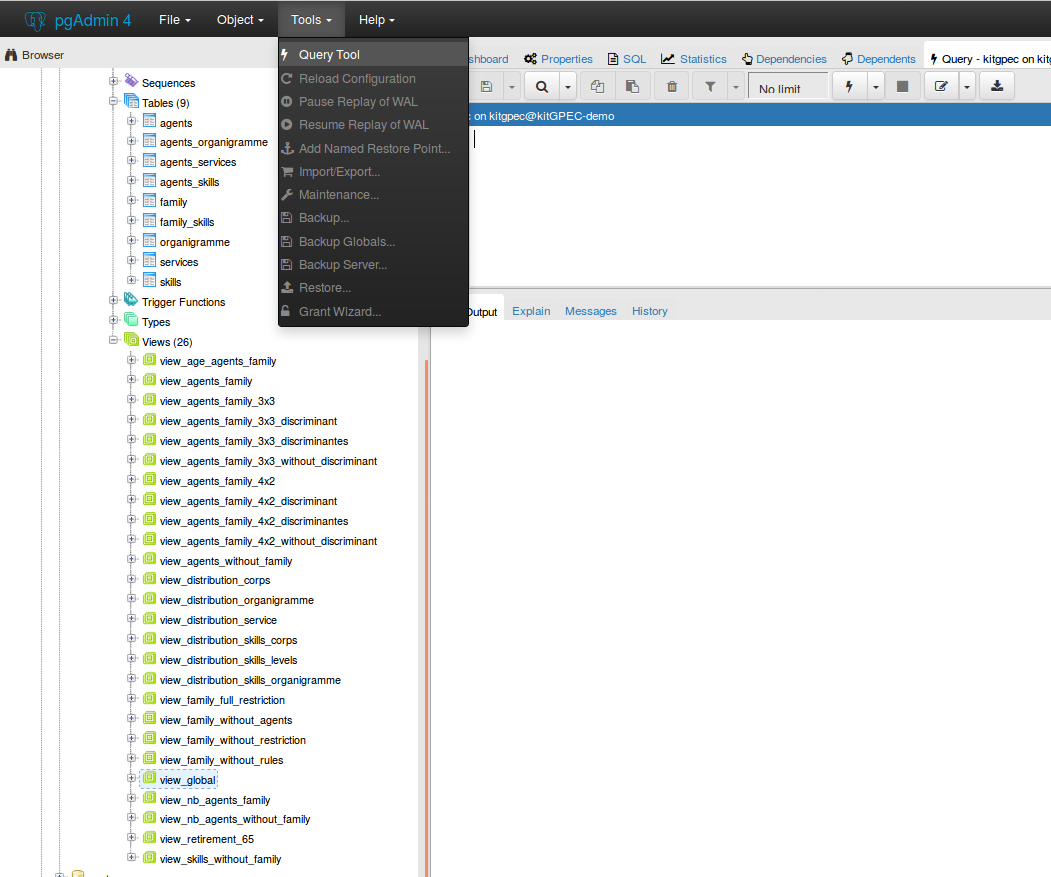 pgAdmin 4 File Object Tools Help
Browser
Query Tool
Reload Configuration
Pause Replay of WAL
Resume Replay of WAL
Add Named Restore Point...
Import/Export...
Maintenance...
Backup...
Backup Globals...
Backup Server...
Restore...
Grant Wizard...
shboard Properties SQL Statistics Dependencies Dependents Query - kitgpec on kitg
No limit
c on kitgpec@kitGPEC-demo
Output Explain Messages History
Sequences
Tables (9)
agents
agents_organigramme
agents_services
agents_skills
family
family_skills
organigramme
services
skills
Trigger Functions
Types
Views (26)
view_age_agents_family
view_agents_family
view_agents_family_3x3
view_agents_family_3x3_discriminant
view_agents_family_3x3_discriminantes
view_agents_family_3x3_without_discriminant
view_agents_family_4x2
view_agents_family_4x2_discriminant
view_agents_family_4x2_discriminantes
view_agents_family_4x2_without_discriminant
view_agents_without_family
view_distribution_corps
view_distribution_organigramme
view_distribution_service
view_distribution_skills_corps
view_distribution_skills_levels
view_distribution_skills_organigramme
view_family_full_restriction
view_family_without_agents
view_family_without_restriction
view_family_without_rules
view_global
view_nb_agents_family
view_nb_agents_without_family
view_retirement_65
view_skills_without_family